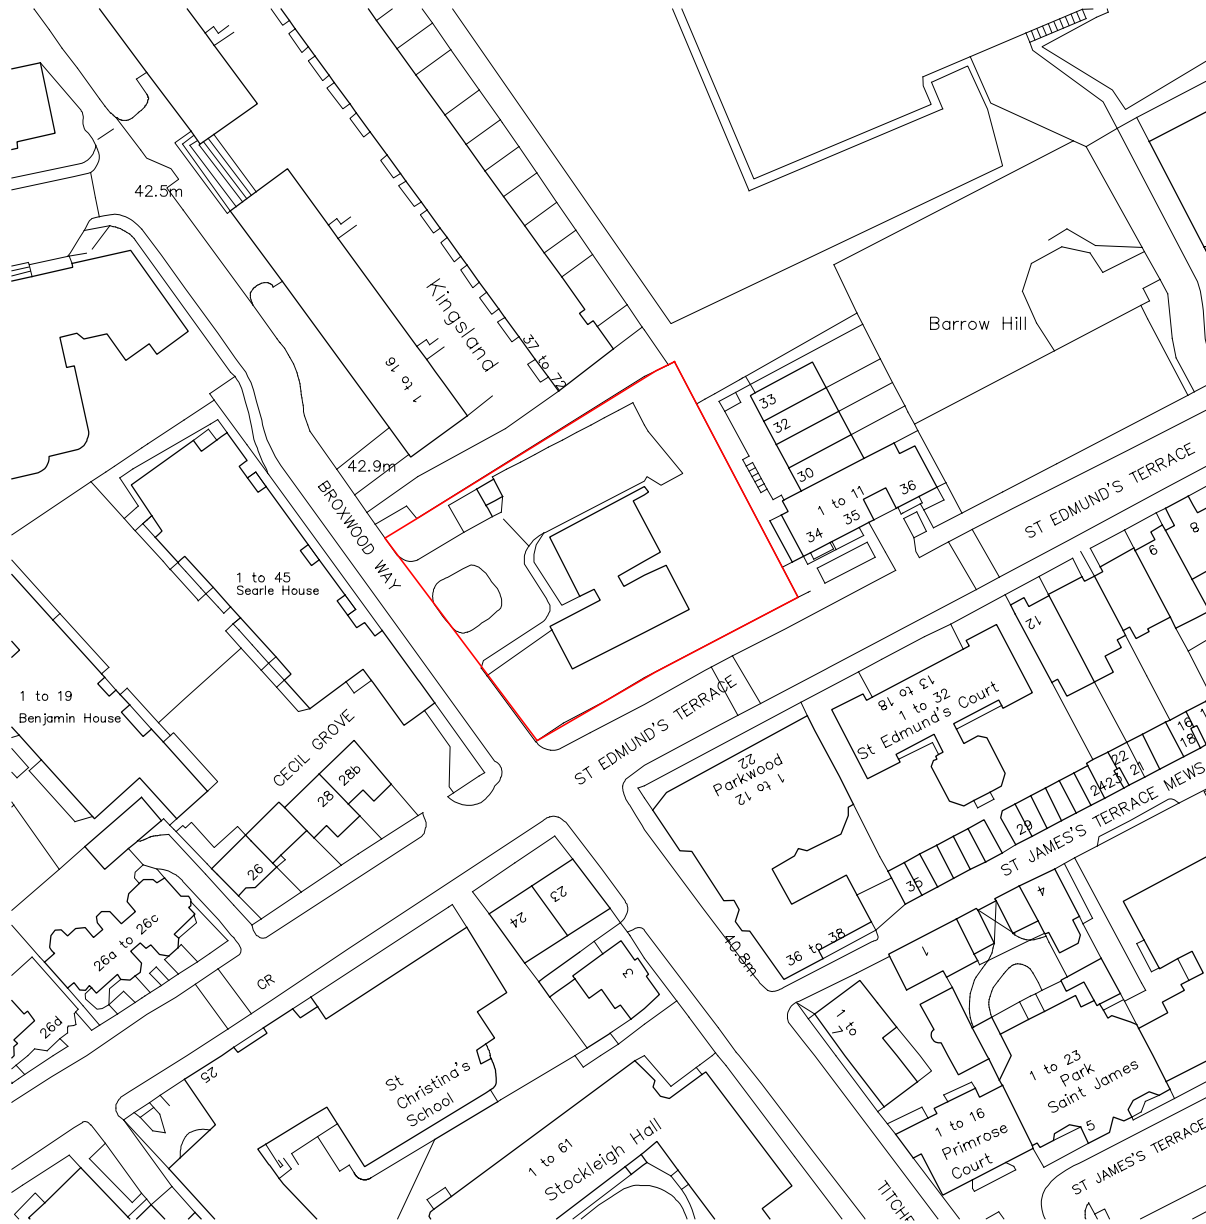 42.5m
Kingsland
37 to 72
1 to 16
Barrow Hill
33
32
30
1 to 11
36
35
34
ST EDMUND'S TERRACE
42.9m
BROXWOOD WAY
1 to 45
Searle House
1 to 19
Benjamin House
CECIL GROVE
28b
28
26
26a to 26c
26d
CR
25
ST EDMUND'S TERRACE
8
9
12
13 to 18
1 to 32
St Edmund's Court
22
Parkwood
1 to 12
16
18
22
21
23
24
29
ST JAMES'S TERRACE MEWS
35
36 to 38
40.8m
23
24
3
4
1
1 to 7
St
Christina's
School
1 to 61
Stockleigh Hall
1 to 23
Park
Saint James
5
1 to 16
Primrose
Court
ST JAMES'S TERRACE
TITCHF